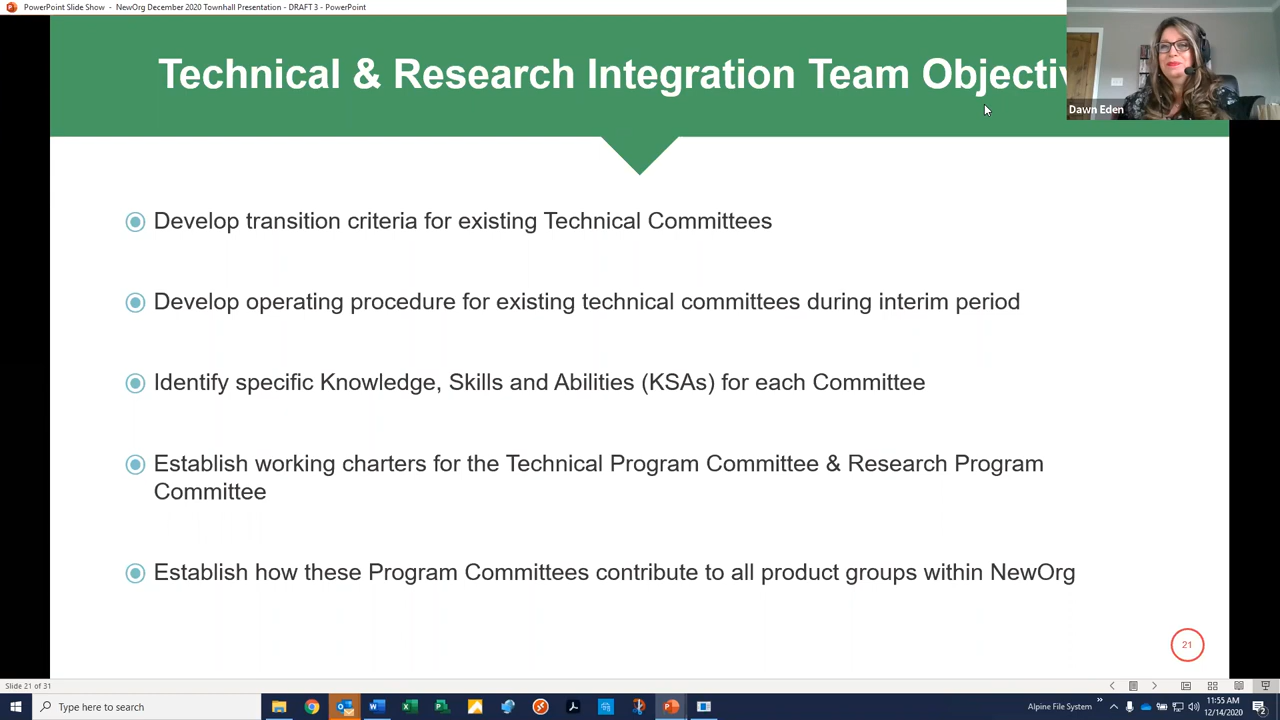 PowerPoint Slide Show - NewOrg December 2020 Townhall Presentation - DRAFT 3 - PowerPoint
Technical & Research Integration Team Objectiv
Dawn Eden
Develop transition criteria for existing Technical Committees
Develop operating procedure for existing technical committees during interim period
Identify specific Knowledge, Skills and Abilities (KSAs) for each Committee
Establish working charters for the Technical Program Committee & Research Program
Committee
Establish how these Program Committees contribute to all product groups within NewOrg
21
Slide 21 of 31
Type here to search
Alpine File System
11:55 AM
12/14/2020
2